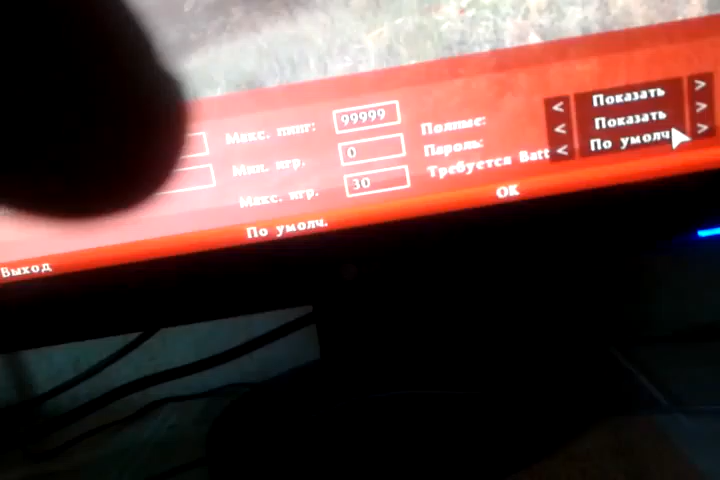 Макс. пинг: 99999 Полные: < Показать >
Мин. игр. 0 Пароль: < Показать >
Макс. игр. 30 Требуется Batt < По умолч
Выход По умолч. OK